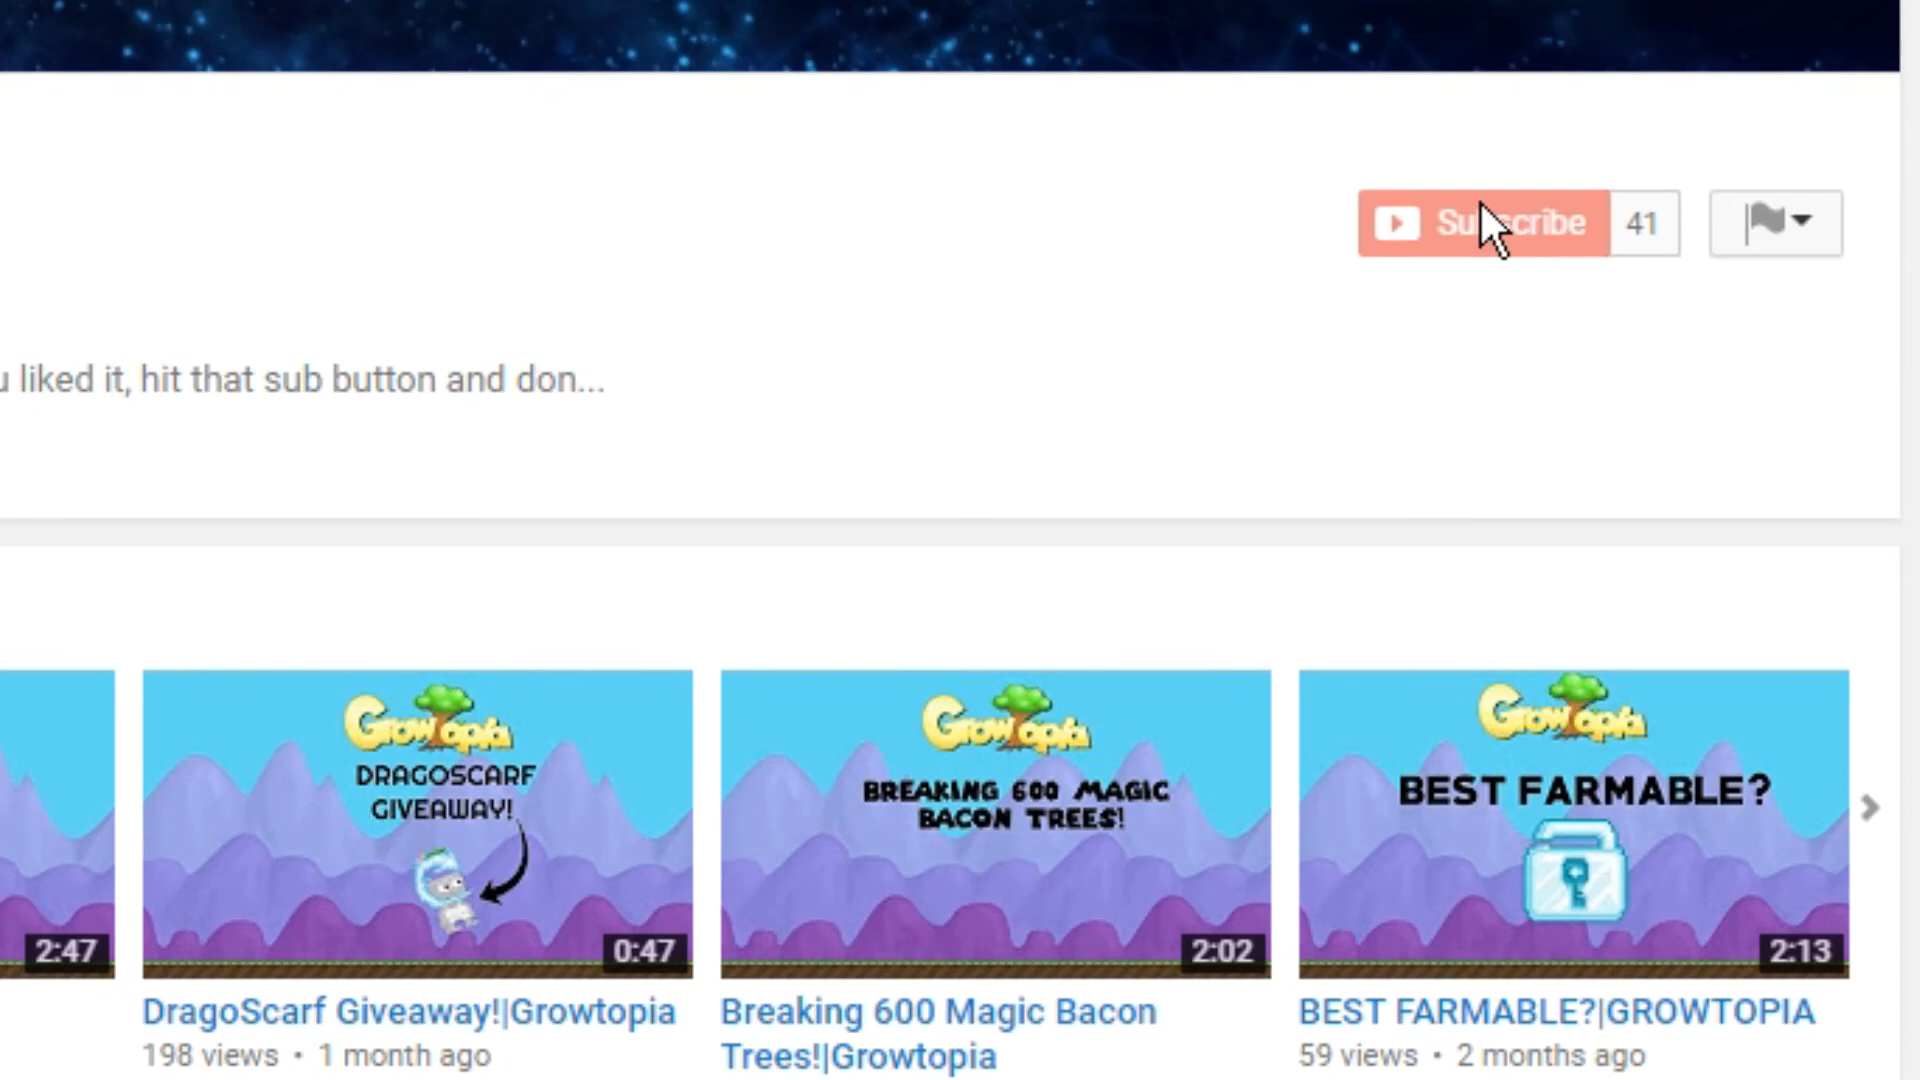 Subscribe 41
u liked it, hit that sub button and don...
Growtopia
DRAGOSCARF
GIVEAWAY!
Growtopia
BREAKING 600 MAGIC
BACON TREES!
Growtopia
BEST FARMABLE?
2:47
0:47
2:02
2:13
DragoScarf Giveaway!|Growtopia
198 views • 1 month ago
Breaking 600 Magic Bacon
Trees!|Growtopia
BEST FARMABLE?|GROWTOPIA
59 views • 2 months ago